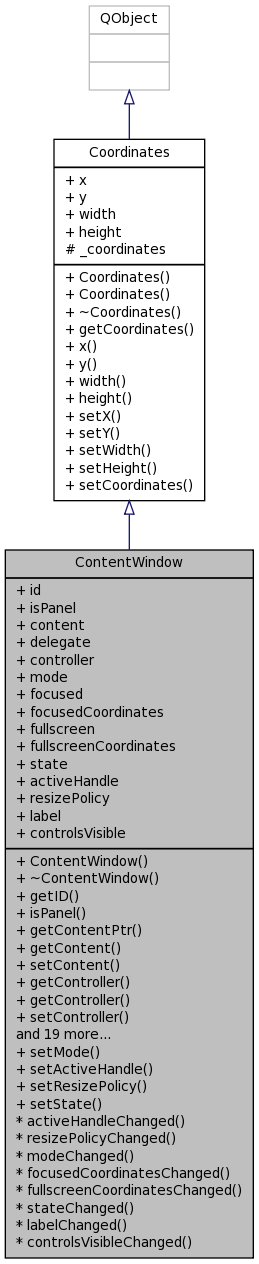 QObject
Coordinates
+ x
+ y
+ width
+ height
# _coordinates
+ Coordinates()
+ Coordinates()
+ ~Coordinates()
+ getCoordinates()
+ x()
+ y()
+ width()
+ height()
+ setX()
+ setY()
+ setWidth()
+ setHeight()
+ setCoordinates()
ContentWindow
+ id
+ isPanel
+ content
+ delegate
+ controller
+ mode
+ focused
+ focusedCoordinates
+ fullscreen
+ fullscreenCoordinates
+ state
+ activeHandle
+ resizePolicy
+ label
+ controlsVisible
+ ContentWindow()
+ ~ContentWindow()
+ getID()
+ isPanel()
+ getContentPtr()
+ getContent()
+ setContent()
+ getController()
+ getController()
+ setController()
and 19 more...
+ setMode()
+ setActiveHandle()
+ setResizePolicy()
+ setState()
* activeHandleChanged()
* resizePolicyChanged()
* modeChanged()
* focusedCoordinatesChanged()
* fullscreenCoordinatesChanged()
* stateChanged()
* labelChanged()
* controlsVisibleChanged()